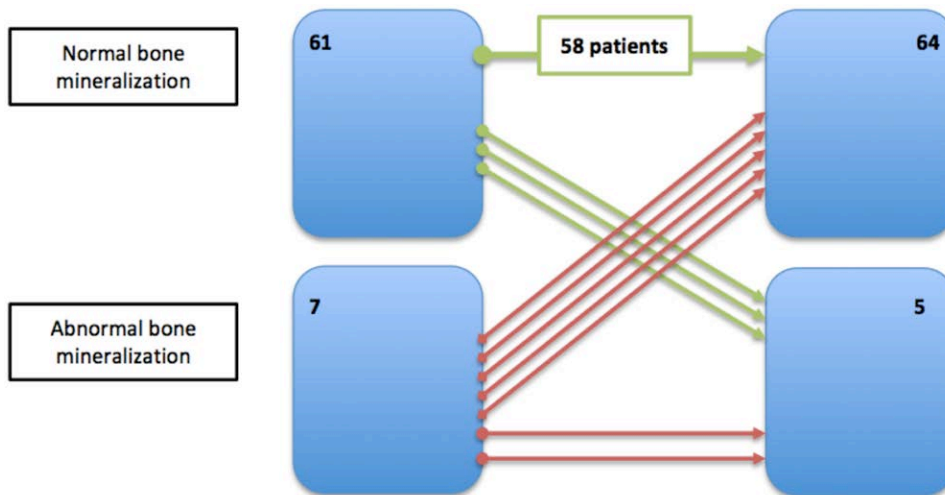 Normal bone
mineralization
61
58 patients
64
Abnormal bone
mineralization
7
5